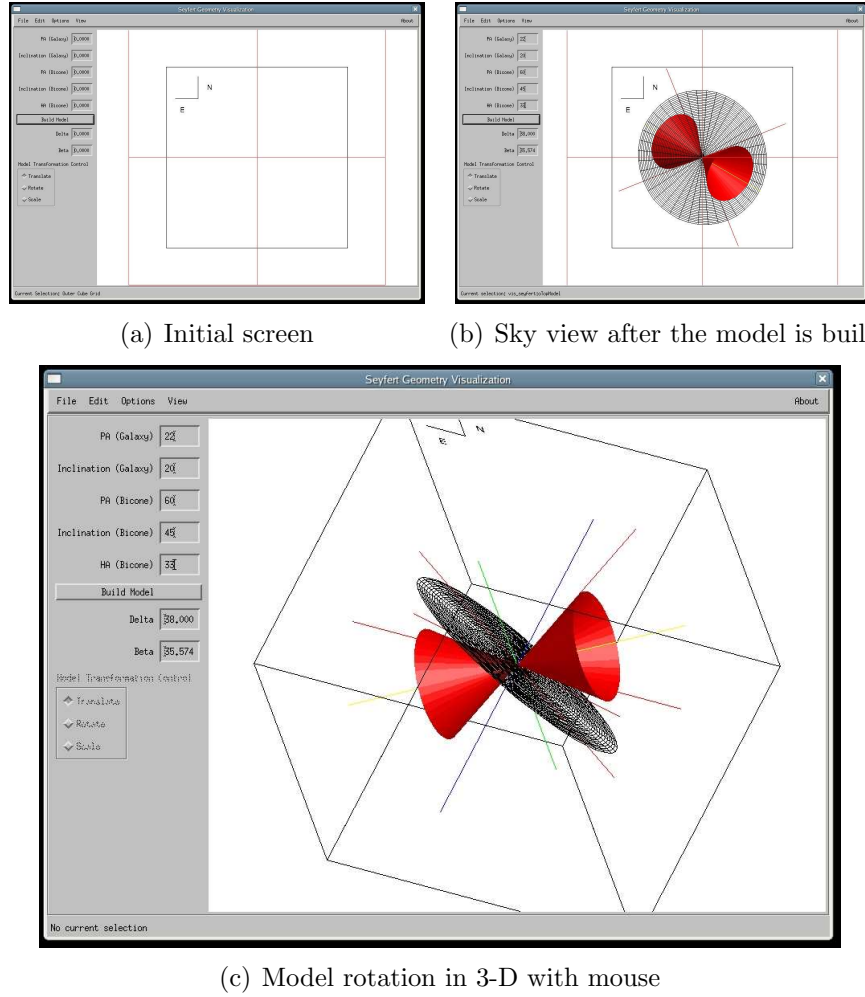 Seyfert Geometry Visualization
File Edit Options View About
PA (Galaxy) 0.0000
Inclination (Galaxy) 0.0000
PA (Bicone) 0.0000
Inclination (Bicone) 0.0000
HA (Bicone) 0.0000
Build Model
Delta 0.0000
Beta 0.0000
Model Transformation Control
Translate
Rotate
Scale
N
E
Current Selection: Outer Cube Grid
(a) Initial screen
Seyfert Geometry Visualization
File Edit Options View About
PA (Galaxy) 22
Inclination (Galaxy) 20
PA (Bicone) 60
Inclination (Bicone) 45
HA (Bicone) 33
Build Model
Delta 38.000
Beta 35.574
Model Transformation Control
Translate
Rotate
Scale
N
E
Current selection:
(b) Sky view after the model is buil
Seyfert Geometry Visualization
File Edit Options View About
PA (Galaxy) 22
Inclination (Galaxy) 20
PA (Bicone) 60
Inclination (Bicone) 45
HA (Bicone) 33
Build Model
Delta 38.000
Beta 35.574
Model Transformation Control
Translate
Rotate
Scale
E N
No current selection
(c) Model rotation in 3-D with mouse